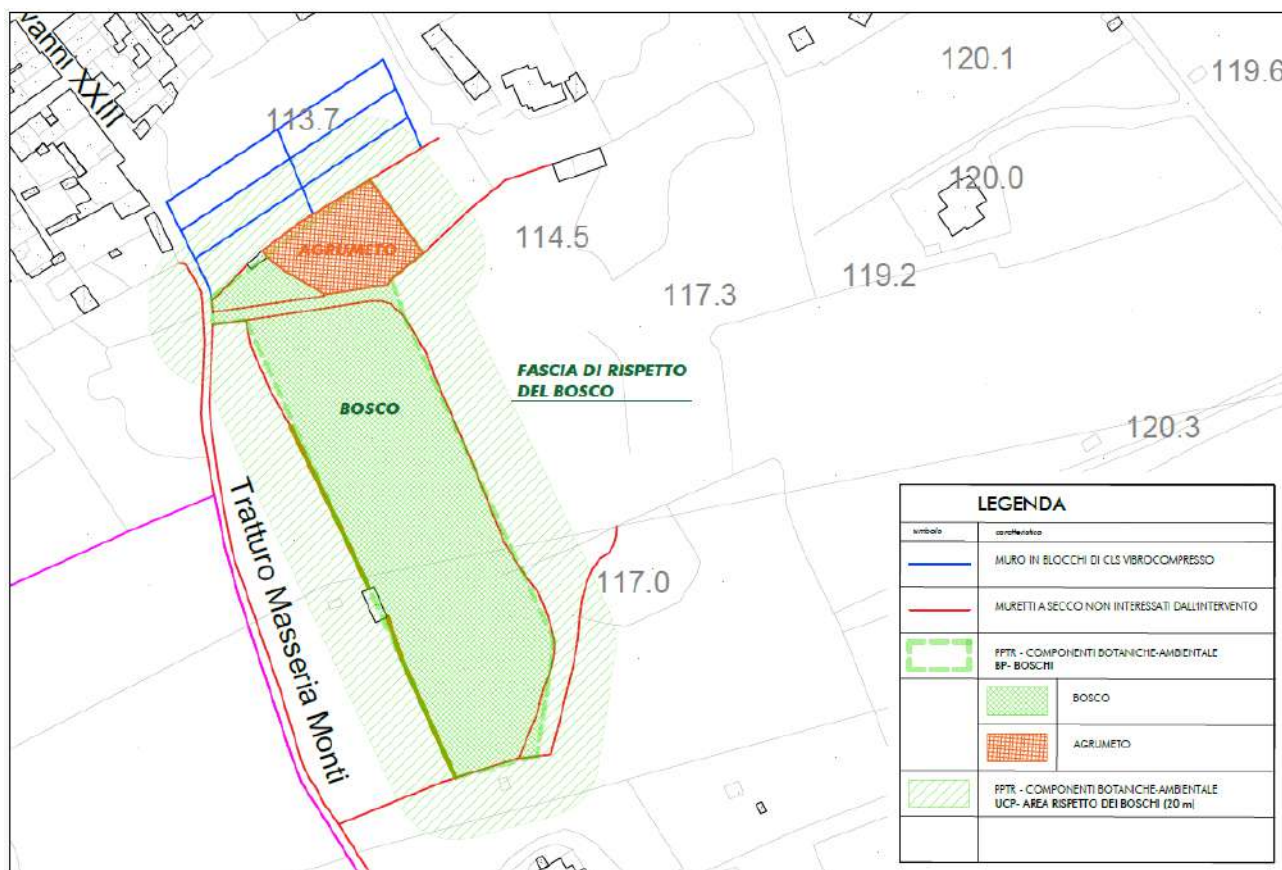 vanni XXIII
113.7
120.1
119.6
120.0
AGRUMETO
114.5
119.2
117.3
FASCIA DI RISPETTO
DEL BOSCO
BOSCO
120.3
Tratturo Masseria Monti
117.0
LEGENDA
simbolo caratteristica
MURO IN BLOCCHI DI CLS VIBROCOMPRESSO
MURETTI A SECCO NON INTERESSATI DALL'INTERVENTO
PPTR - COMPONENTI BOTANICHE-AMBIENTALE
BP- BOSCHI
BOSCO
AGRUMETO
PPTR - COMPONENTI BOTANICHE-AMBIENTALE
UCP- AREA RISPETTO DEI BOSCHI (20 m)